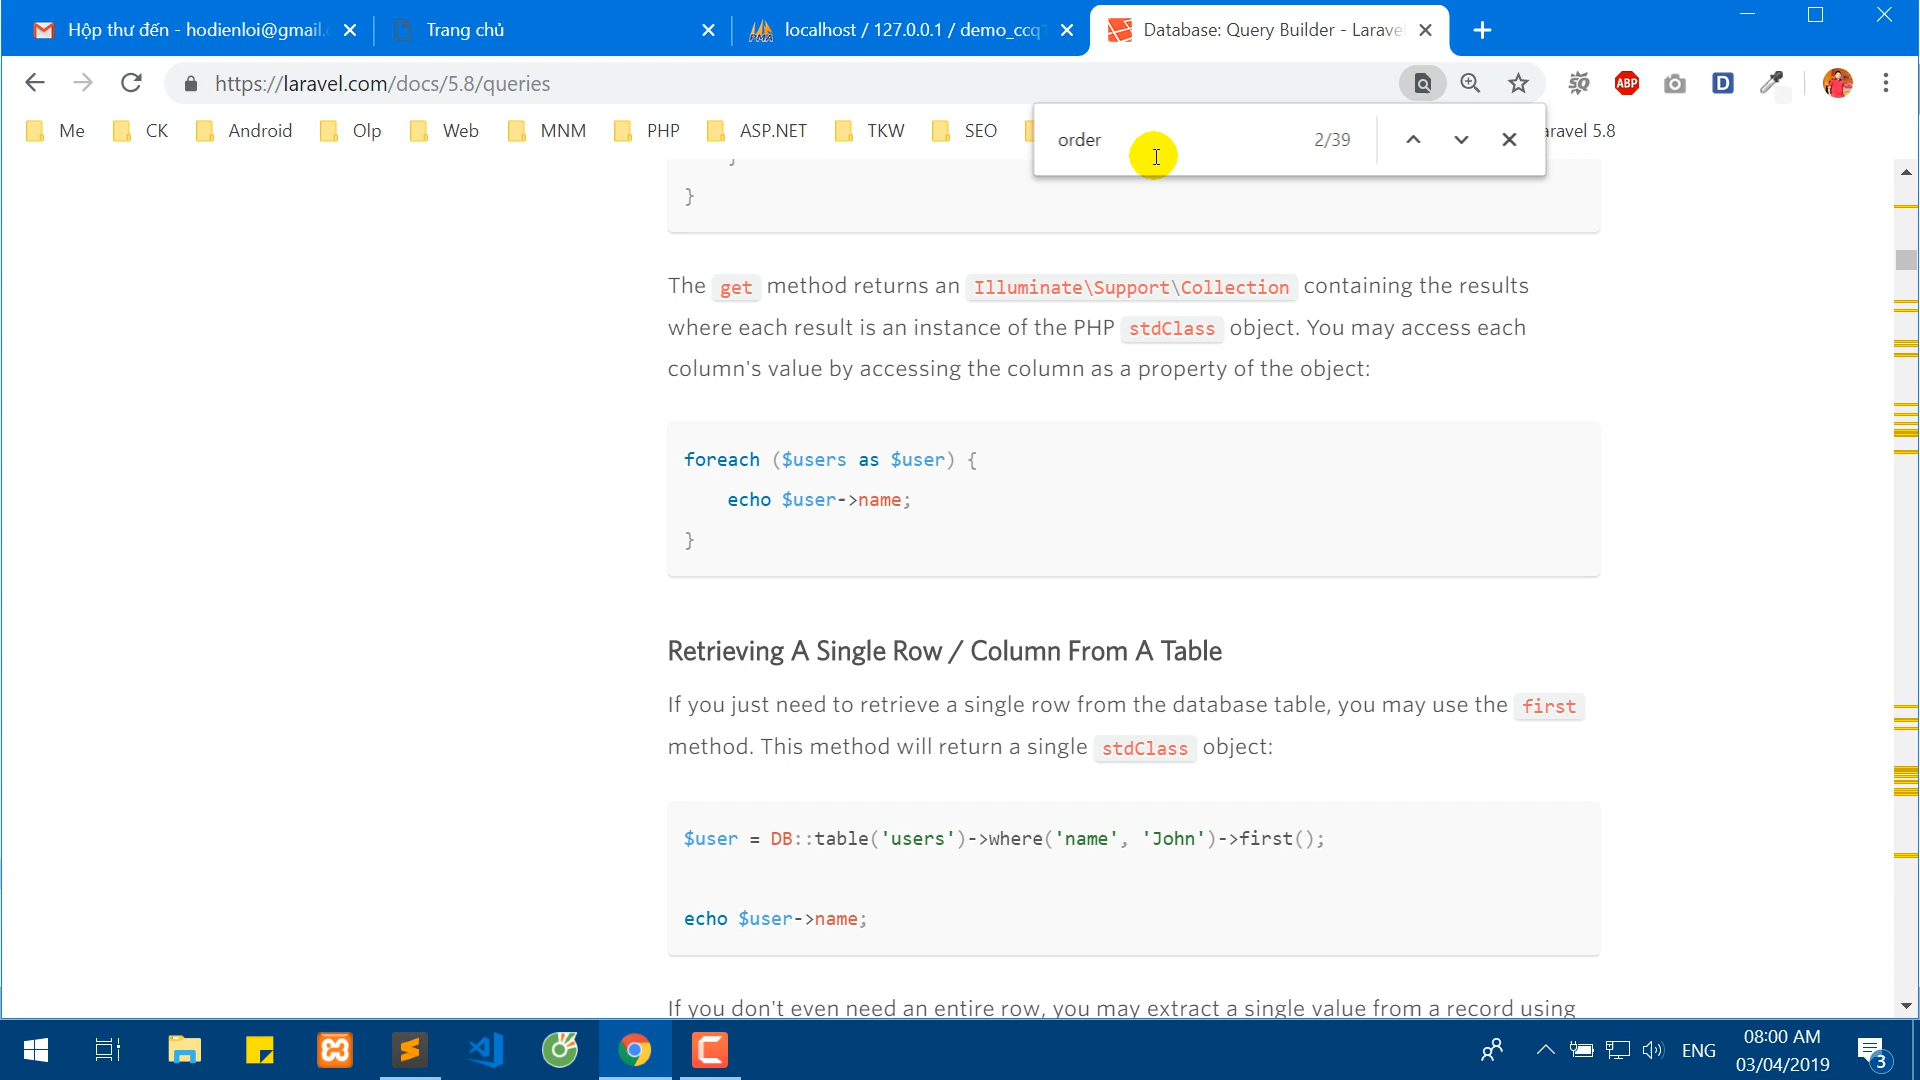 Hộp thư đến - hodienloi@gmail.
Trang chủ
localhost / 127.0.0.1 / demo_ccq
Database: Query Builder - Larave
https://laravel.com/docs/5.8/queries
ABP
D
Me
CK
Android
Olp
Web
MNM
PHP
ASP.NET
TKW
SEO
aravel 5.8
order
2/39
}
The get method returns an Illuminate\Support\Collection containing the results
where each result is an instance of the PHP stdClass object. You may access each
column's value by accessing the column as a property of the object:
foreach ($users as $user) {
echo $user->name;
}
Retrieving A Single Row / Column From A Table
If you just need to retrieve a single row from the database table, you may use the first
method. This method will return a single stdClass object:
$user = DB::table('users')->where('name', 'John')->first();
echo $user->name;
If you don't even need an entire row, you may extract a single value from a record using
ENG
08:00 AM
03/04/2019
3